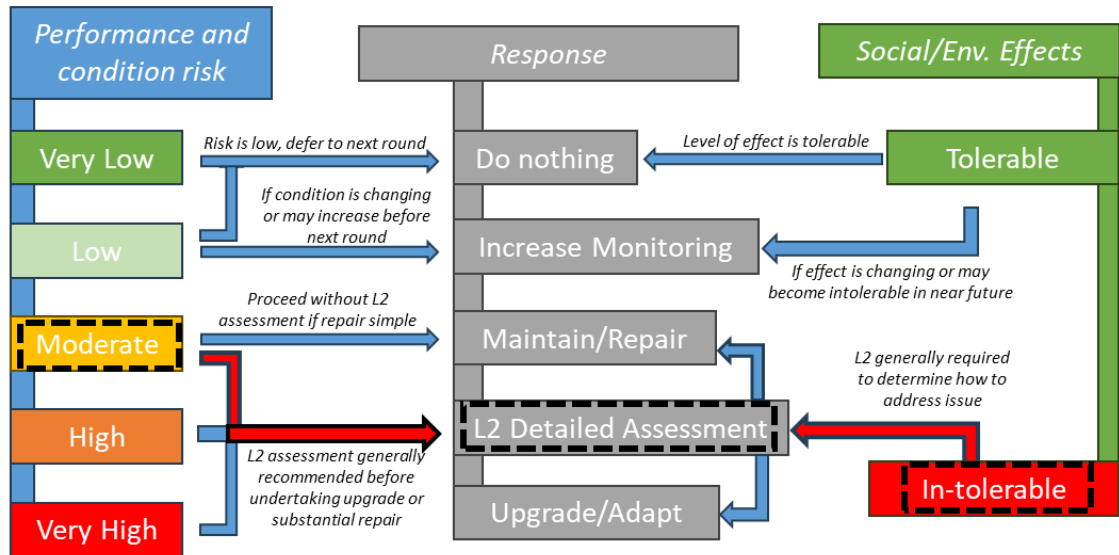 Performance and
condition risk
Response
Social/Env. Effects
Very Low
Risk is low, defer to next round
Do nothing
Level of effect is tolerable
Tolerable
If condition is changing
or may increase before
next round
Low
Increase Monitoring
If effect is changing or may
become intolerable in near future
Proceed without L2
assessment if repair simple
Moderate
Maintain/Repair
L2 generally required
to determine how to
address issue
High
L2 Detailed Assessment
L2 assessment generally
recommended before
undertaking upgrade or
substantial repair
In-tolerable
Very High
Upgrade/Adapt